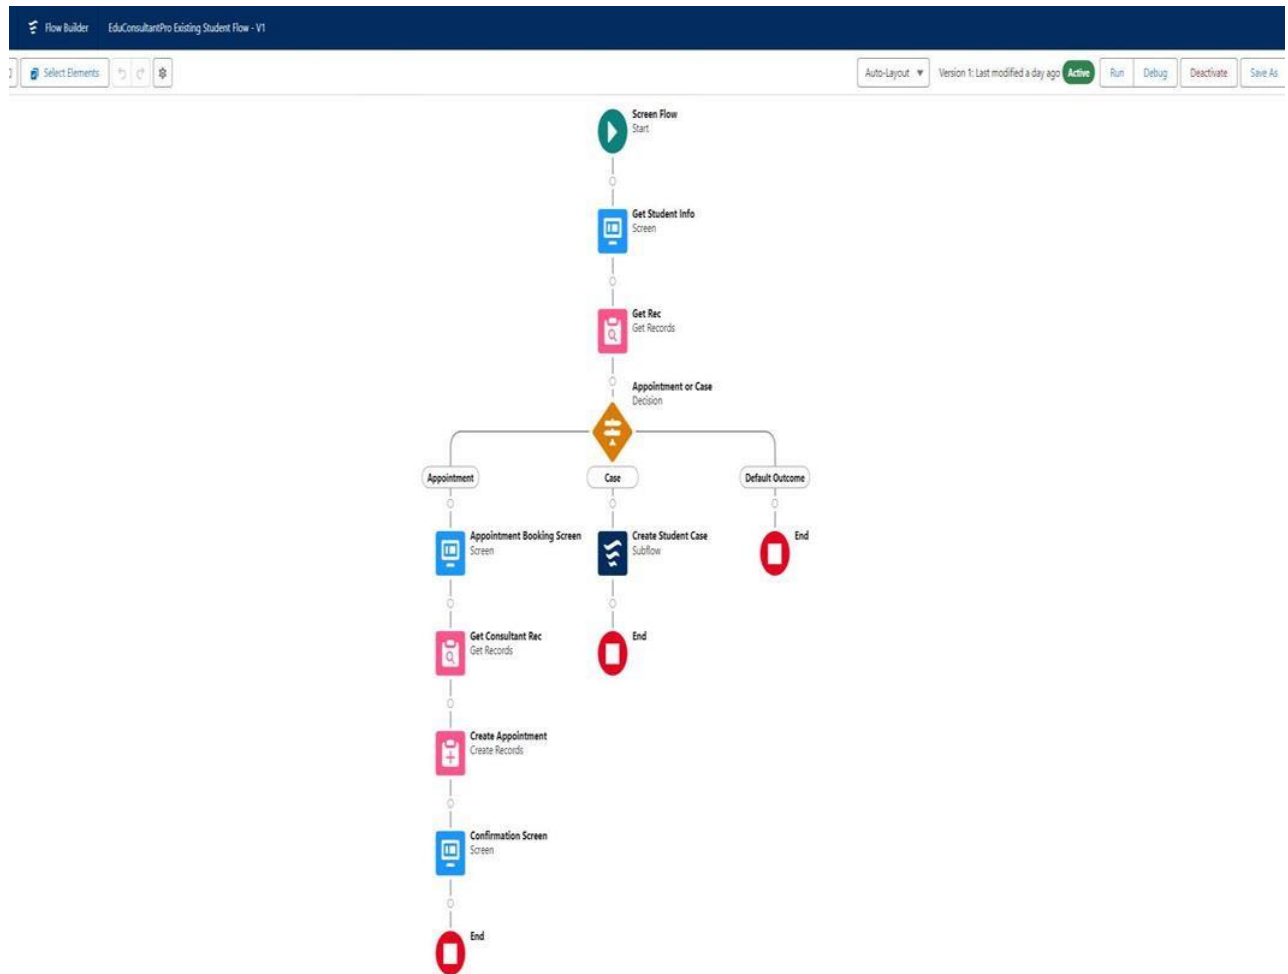 Flow Builder
EduConsultantPro Existing Student Flow - V1
Select Elements
Auto-Layout
Version 1: Last modified a day ago
Active
Run
Debug
Deactivate
Save As
Screen Flow
Start
Get Student Info
Screen
Get Rec
Get Records
Appointment or Case
Decision
Appointment
Case
Default Outcome
Appointment Booking Screen
Screen
Create Student Case
Subflow
End
Get Consultant Rec
Get Records
End
Create Appointment
Create Records
Confirmation Screen
Screen
End